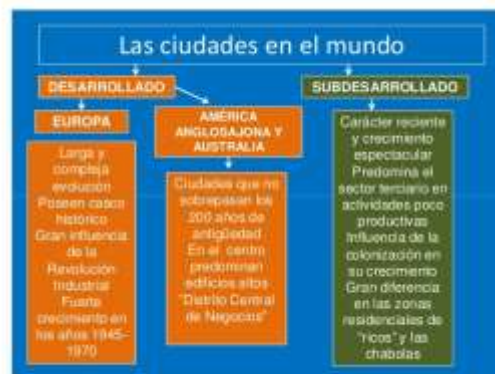 Las ciudades en el mundo
DESARROLLADO
EUROPA
Larga y
compleja
evolución
Poseen casco
histórico
Gran influencia
de la
Revolución
Industrial
Fuerte
crecimiento en
los años 1945-
1970
AMÉRICA
ANGLOSAJONA Y
AUSTRALIA
Ciudades que no
sobrepasan los
200 años de
antigüedad
En el centro
predominan
edificios altos
"Distrito Central
de Negocios"
SUBDESARROLLADO
Carácter reciente
y crecimiento
espectacular
Predomina el
sector terciario en
actividades poco
productivas
Influencia de la
colonización en
su crecimiento
Gran diferencia
en las zonas
residenciales de
"ricos" y las
chabolas